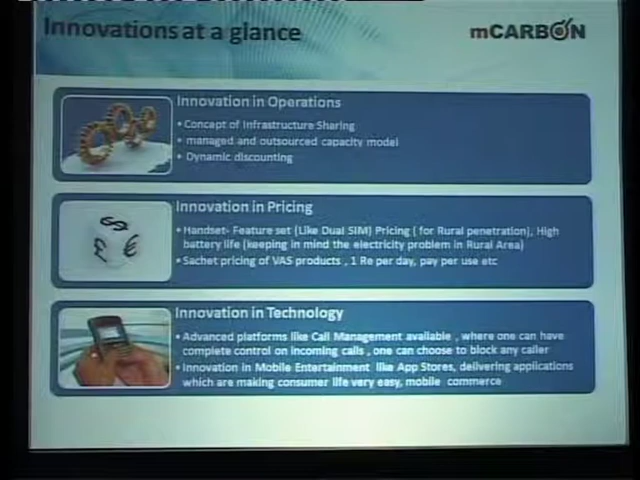 Innovations at a glance
mCARBON
Innovation in Operations
• Concept of Infrastructure Sharing
• managed and outsourced capacity model
• Dynamic discounting
$
£ €
Innovation in Pricing
• Handset- Feature set (Like Dual SIM) Pricing ( for Rural penetration), High
battery life (keeping in mind the electricity problem in Rural Area)
• Sachet pricing of VAS products , 1 Re per day, pay per use etc
Innovation in Technology
• Advanced platforms like Call Management available , where one can have
complete control on incoming calls , one can choose to block any caller
• Innovation in Mobile Entertainment like App Stores, delivering applications
which are making consumer life very easy, mobile commerce